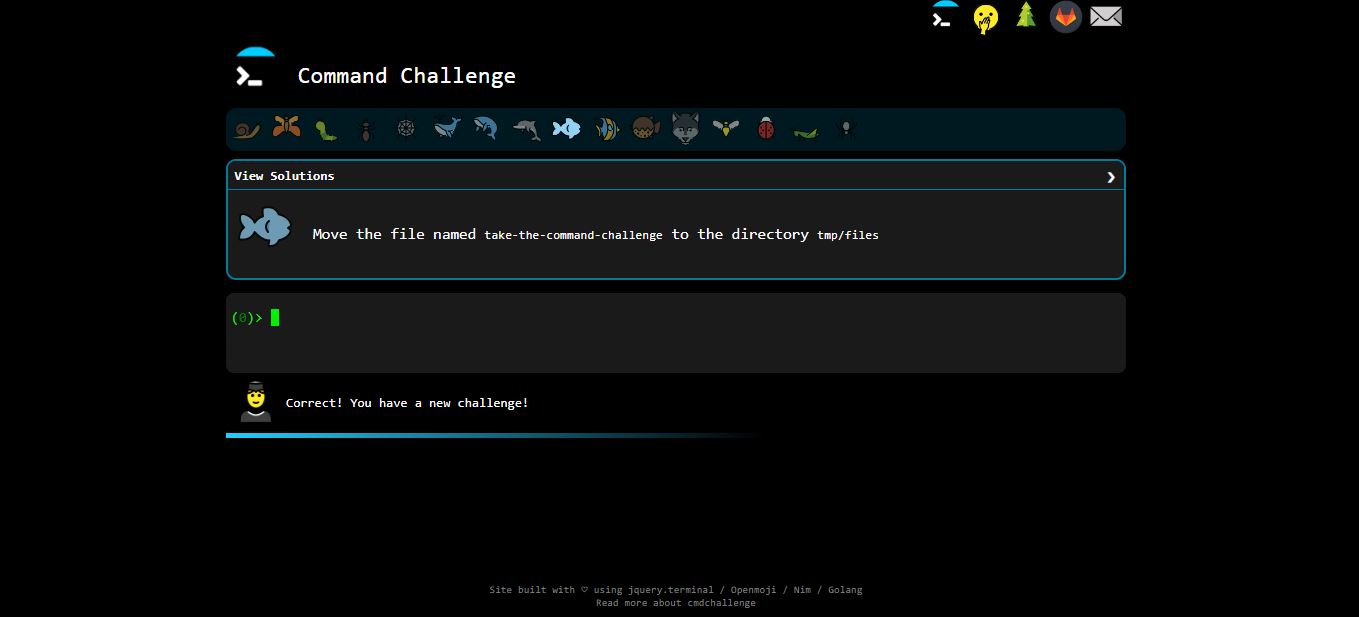 Command Challenge
View Solutions
Move the file named take-the-command-challenge to the directory tmp/files
(0)>
Correct! You have a new challenge!
Site built with ♡ using jquery.terminal / Openmoji / Nim / Golang
Read more about cmdchallenge